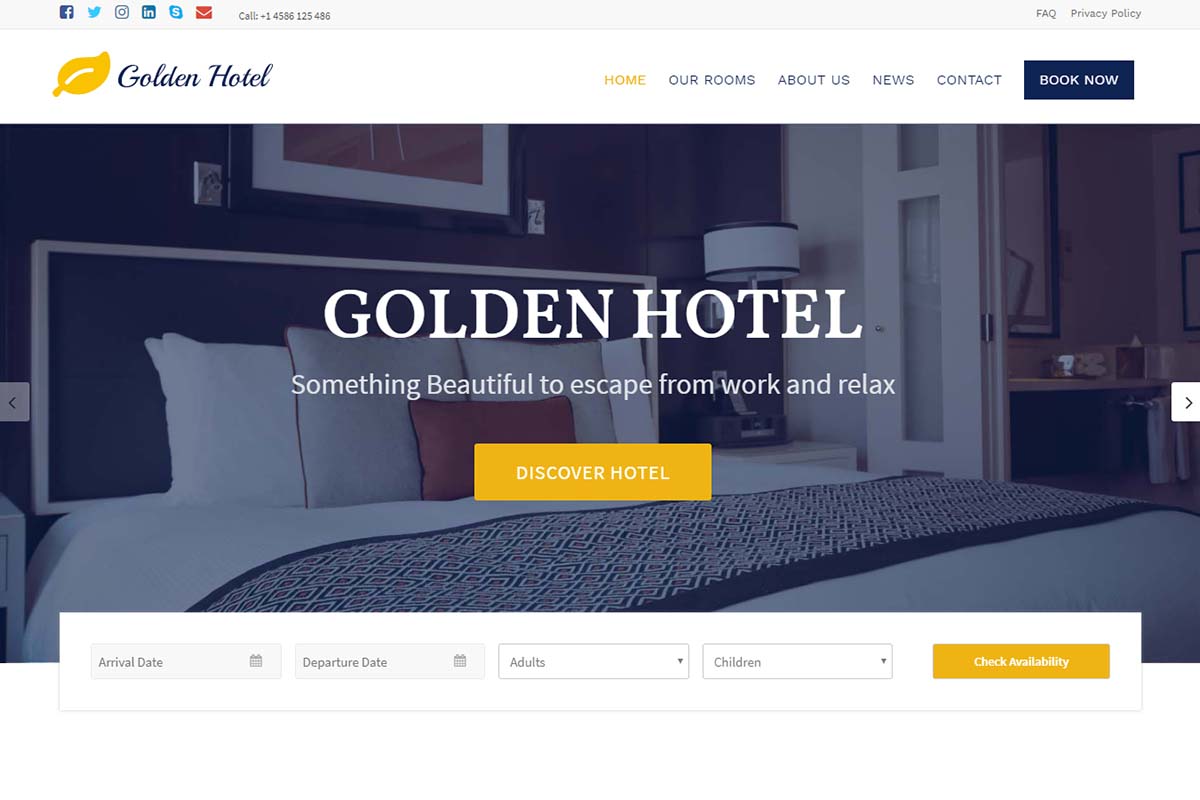 Call: +1 4586 125 486
FAQ Privacy Policy
Golden Hotel
HOME OUR ROOMS ABOUT US NEWS CONTACT BOOK NOW
GOLDEN HOTEL
Something Beautiful to escape from work and relax
DISCOVER HOTEL
Arrival Date Departure Date Adults Children Check Availability